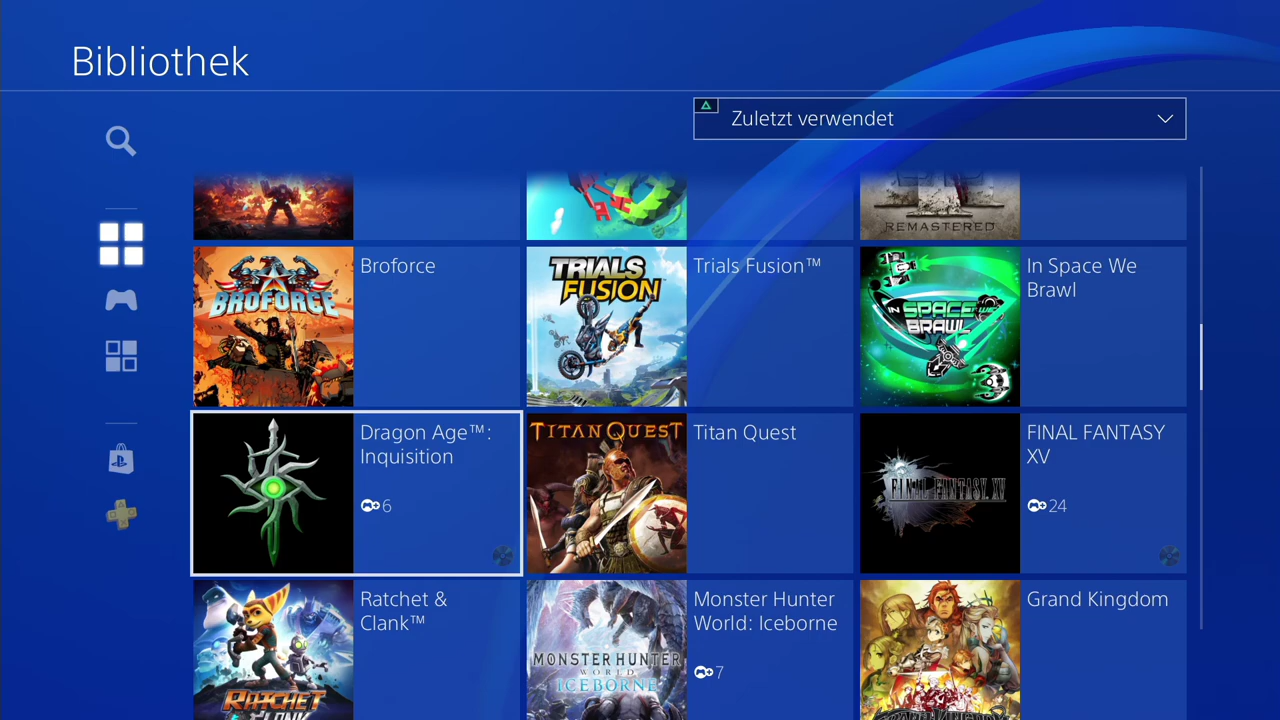 Bibliothek
Zuletzt verwendet
REMASTERED
BROFORCE
Broforce
TRIALS
FUSION
Trials Fusion™
IN SPACE WE
BRAWL
In Space We
Brawl
Dragon Age™:
Inquisition
6
TITAN QUEST
Titan Quest
FINAL FANTASY XV
FINAL FANTASY
XV
24
RATCHET
CLANK
Ratchet &
Clank™
MONSTER HUNTER
WORLD
ICEBORNE
Monster Hunter
World: Iceborne
7
Grand Kingdom